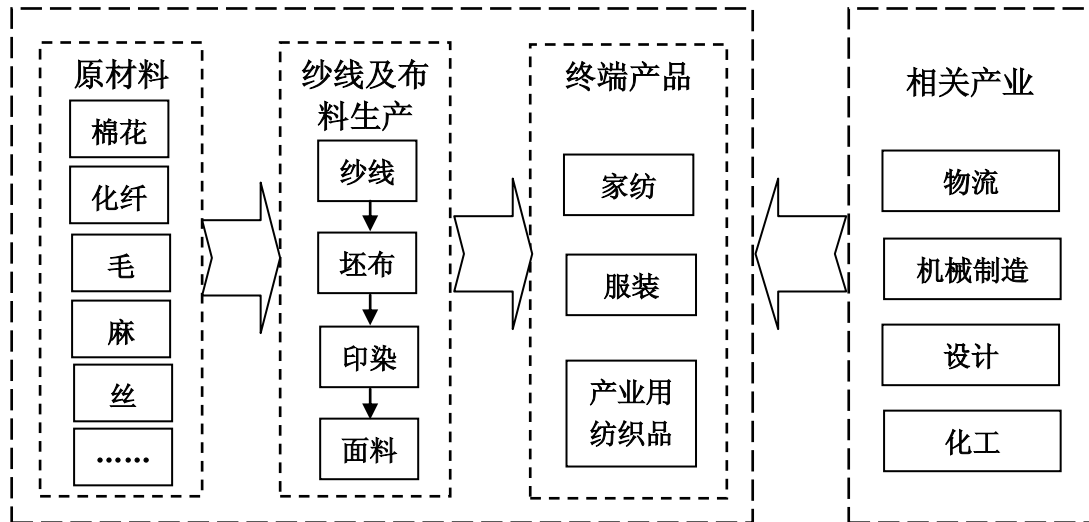 原材料
棉花
化纤
毛
麻
丝
……
纱线及布
料生产
纱线
坯布
印染
面料
终端产品
家纺
服装
产业用
纺织品
相关产业
物流
机械制造
设计
化工